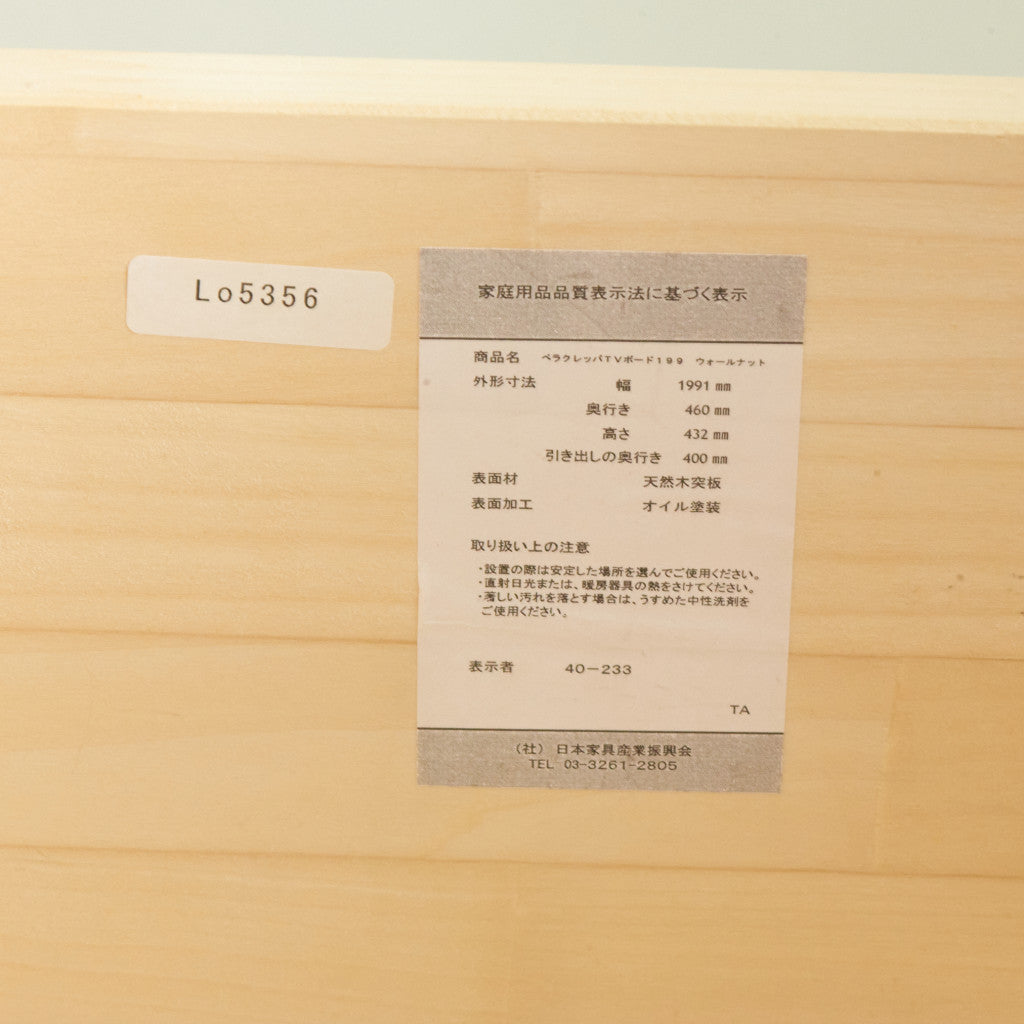 Lo5356
家庭用品品質表示法に基づく表示
商品名 ベラクレッパTVボード199 ウォールナット
外形寸法 幅 1991 ㎜
奥行き 460 ㎜
高さ 432 ㎜
引き出しの奥行き 400 ㎜
表面材 天然木突板
表面加工 オイル塗装
取り扱い上の注意
・設置の際は安定した場所を選んでご使用ください。
・直射日光または、暖房器具の熱をさけてください。
・著しい汚れを落とす場合は、うすめた中性洗剤を
ご使用ください。
表示者 40-233
TA
(社) 日本家具産業振興会
TEL 03-3261-2805